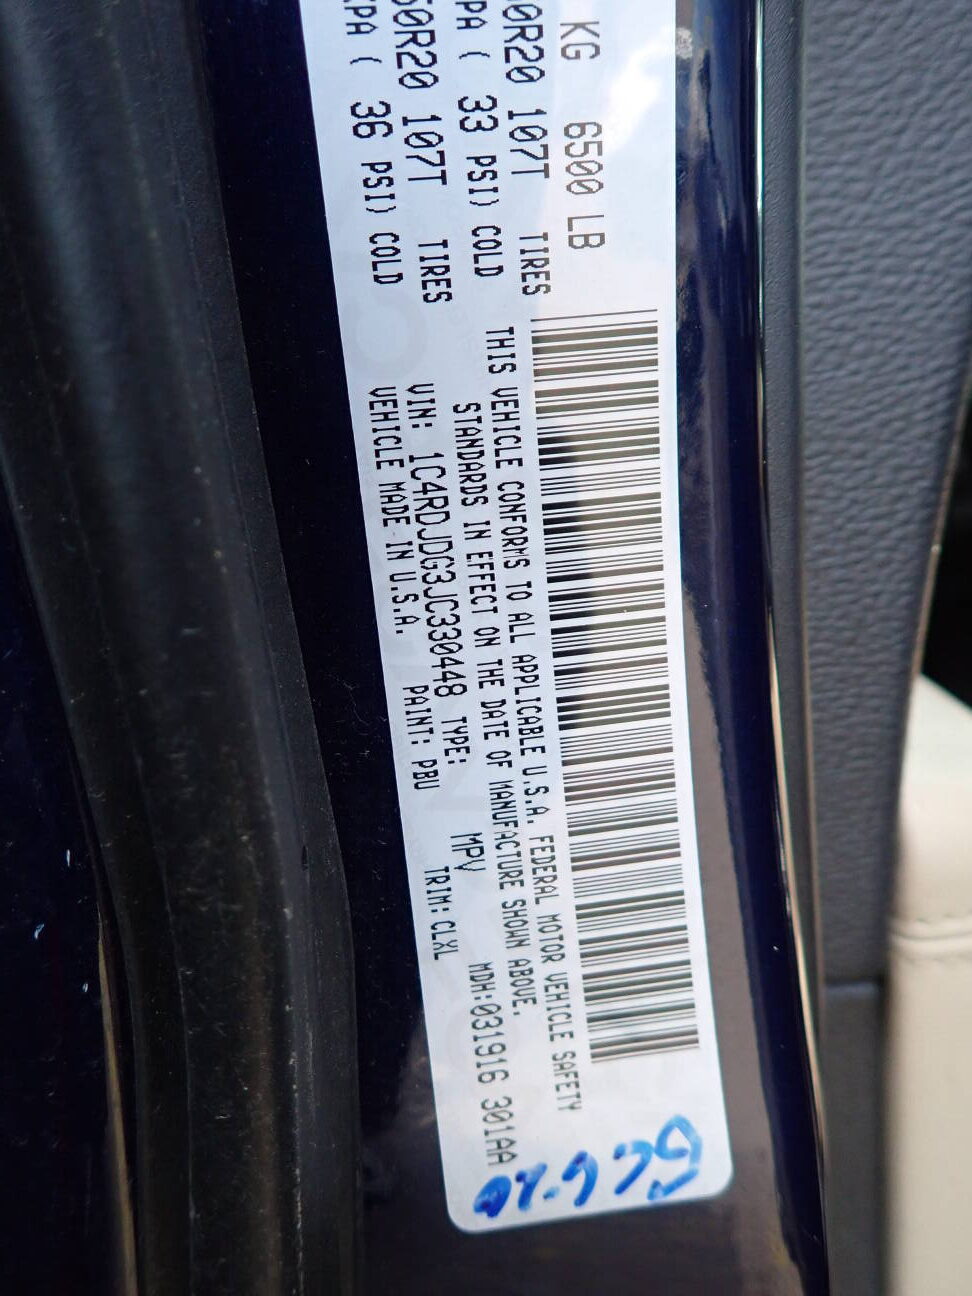 KG 6500 LB
0R20 107T TIRES
PA ( 33 PSI) COLD
60R20 107T TIRES
KPA ( 36 PSI) COLD
THIS VEHICLE CONFORMS TO ALL APPLICABLE U.S.A. FEDERAL MOTOR VEHICLE SAFETY
STANDARDS IN EFFECT ON THE DATE OF MANUFACTURE SHOWN ABOVE.
VIN: 1C4RDJDG3JC330448 TYPE: MPV MDH:031916 301AA
VEHICLE MADE IN U.S.A. PAINT: PBU TRIM: CLXL